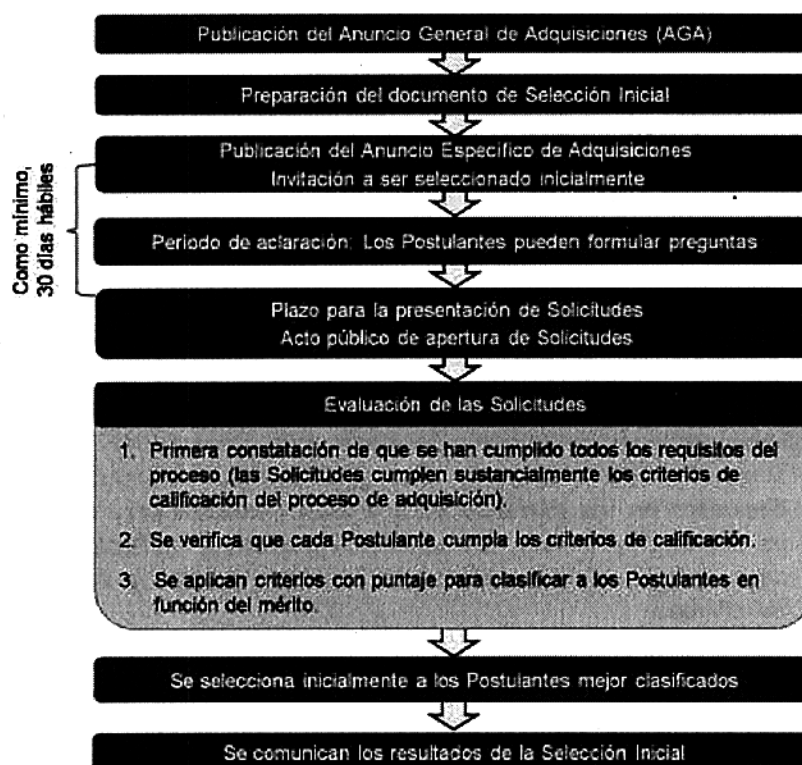 Publicación del Anuncio General de Adquisiciones (AGA)
Preparación del documento de Selección Inicial
Publicación del Anuncio Específico de Adquisiciones
Invitación a ser seleccionado inicialmente
Como mínimo,
30 días hábiles
Periodo de aclaración: Los Postulantes pueden formular preguntas
Plazo para la presentación de Solicitudes
Acto público de apertura de Solicitudes
Evaluación de las Solicitudes
1. Primera constatación de que se han cumplido todos los requisitos del
proceso (las Solicitudes cumplen sustancialmente los criterios de
calificación del proceso de adquisición).
2. Se verifica que cada Postulante cumpla los criterios de calificación.
3. Se aplican criterios con puntaje para clasificar a los Postulantes en
función del mérito.
Se selecciona inicialmente a los Postulantes mejor clasificados
Se comunican los resultados de la Selección Inicial